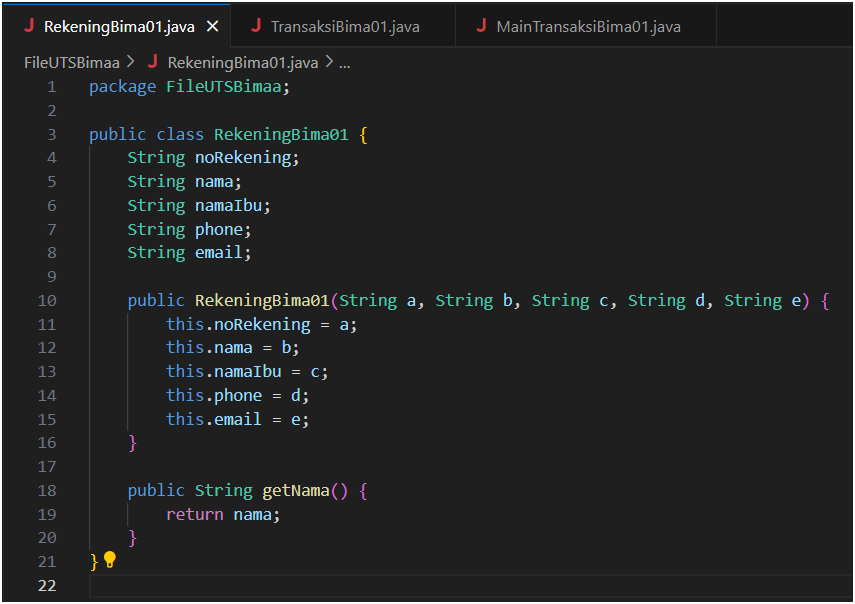 RekeningBima01.java TransaksiBima01.java MainTransaksiBima01.java
FileUTSBimaa > RekeningBima01.java > ...
1 package FileUTSBimaa;
2
3 public class RekeningBima01 {
4 String noRekening;
5 String nama;
6 String namaIbu;
7 String phone;
8 String email;
9
10 public RekeningBima01(String a, String b, String c, String d, String e) {
11 this.noRekening = a;
12 this.nama = b;
13 this.namaIbu = c;
14 this.phone = d;
15 this.email = e;
16 }
17
18 public String getNama() {
19 return nama;
20 }
21 }
22